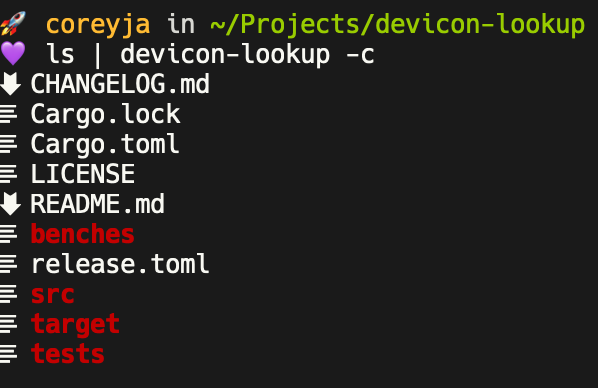 🚀 coreyja in ~/Projects/devicon-lookup
💜 ls | devicon-lookup -c
CHANGELOG.md
Cargo.lock
Cargo.toml
LICENSE
README.md
benches
release.toml
src
target
tests